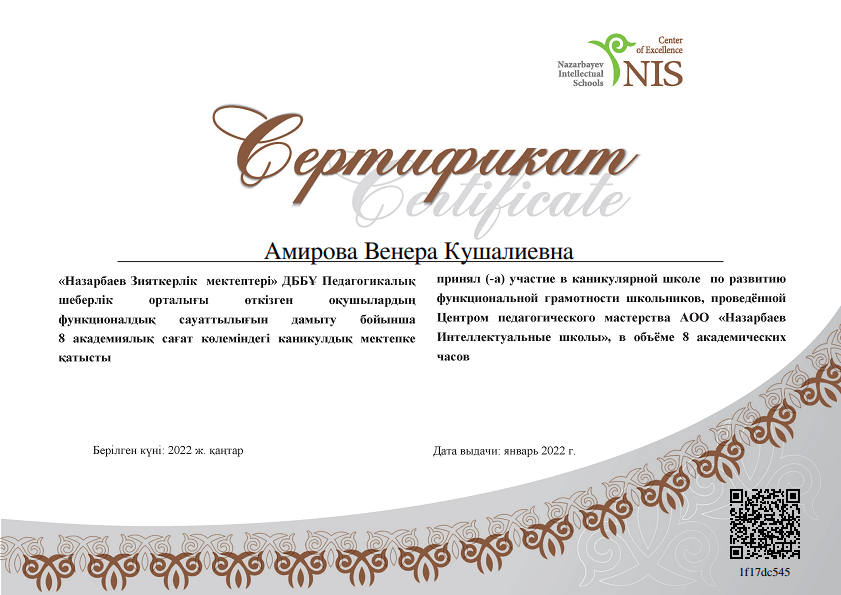 Center
of Excellence
Nazarbayev
Intellectual
Schools
NIS
Сертификат
Certificate
Амирова Венера Кушалиевна
«Назарбаев Зияткерлік мектептері» ДББҰ Педагогикалық
шеберлік орталығы өткізген оқушылардың
функционалдық сауаттылығын дамыту бойынша
8 академиялық сағат көлеміндегі каникулдық мектепке
қатысты
принял (-а) участие в каникулярной школе по развитию
функциональной грамотности школьников, проведённой
Центром педагогического мастерства АОО «Назарбаев
Интеллектуальные школы», в объёме 8 академических
часов
Берілген күні: 2022 ж. қаңтар
Дата выдачи: январь 2022 г.
1f17dc545